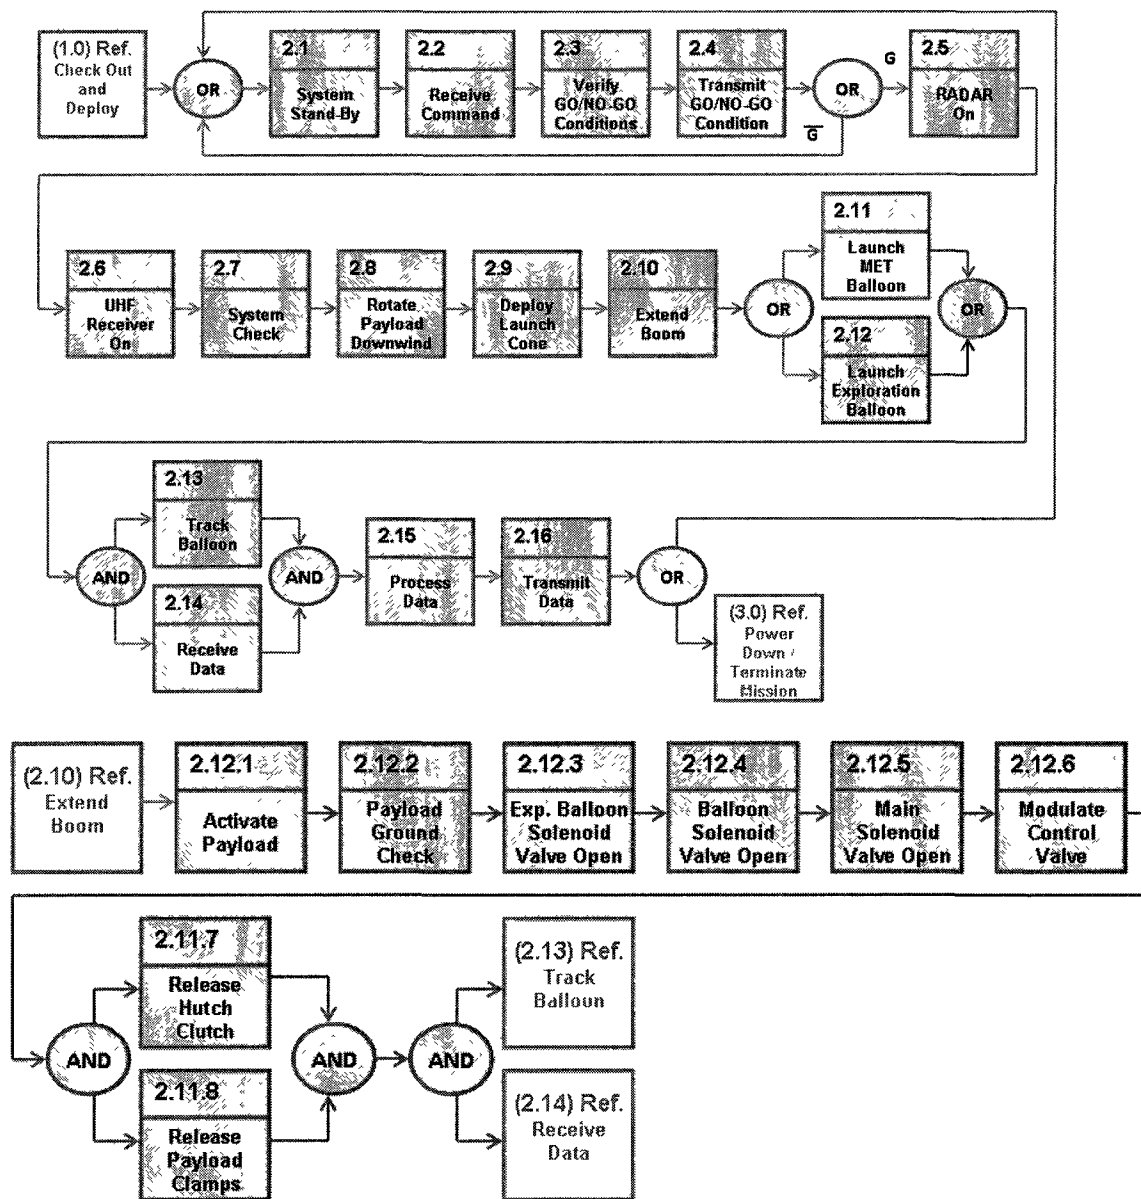 (1.0) Ref.
Check Out
and
Deploy
OR
2.1
System
Stand-By
2.2
Receive
Command
2.3
Verify
GO/NO-GO
Conditions
2.4
Transmit
GO/NO-GO
Condition
OR
G
G̅
2.5
RADAR
On
2.6
UHF
Receiver
On
2.7
System
Check
2.8
Rotate
Payload
Downwind
2.9
Deploy
Launch
Cone
2.10
Extend
Boom
OR
2.11
Launch
MET
Balloon
2.12
Launch
Exploration
Balloon
OR
AND
2.13
Track
Balloon
2.14
Receive
Data
AND
2.15
Process
Data
2.16
Transmit
Data
OR
(3.0) Ref.
Power
Down /
Terminate
Mission
(2.10) Ref.
Extend
Boom
2.12.1
Activate
Payload
2.12.2
Payload
Ground
Check
2.12.3
Exp. Balloon
Solenoid
Valve Open
2.12.4
Balloon
Solenoid
Valve Open
2.12.5
Main
Solenoid
Valve Open
2.12.6
Modulate
Control
Valve
AND
2.11.7
Release
Hutch
Clutch
2.11.8
Release
Payload
Clamps
AND
AND
(2.13) Ref.
Track
Balloon
(2.14) Ref.
Receive
Data